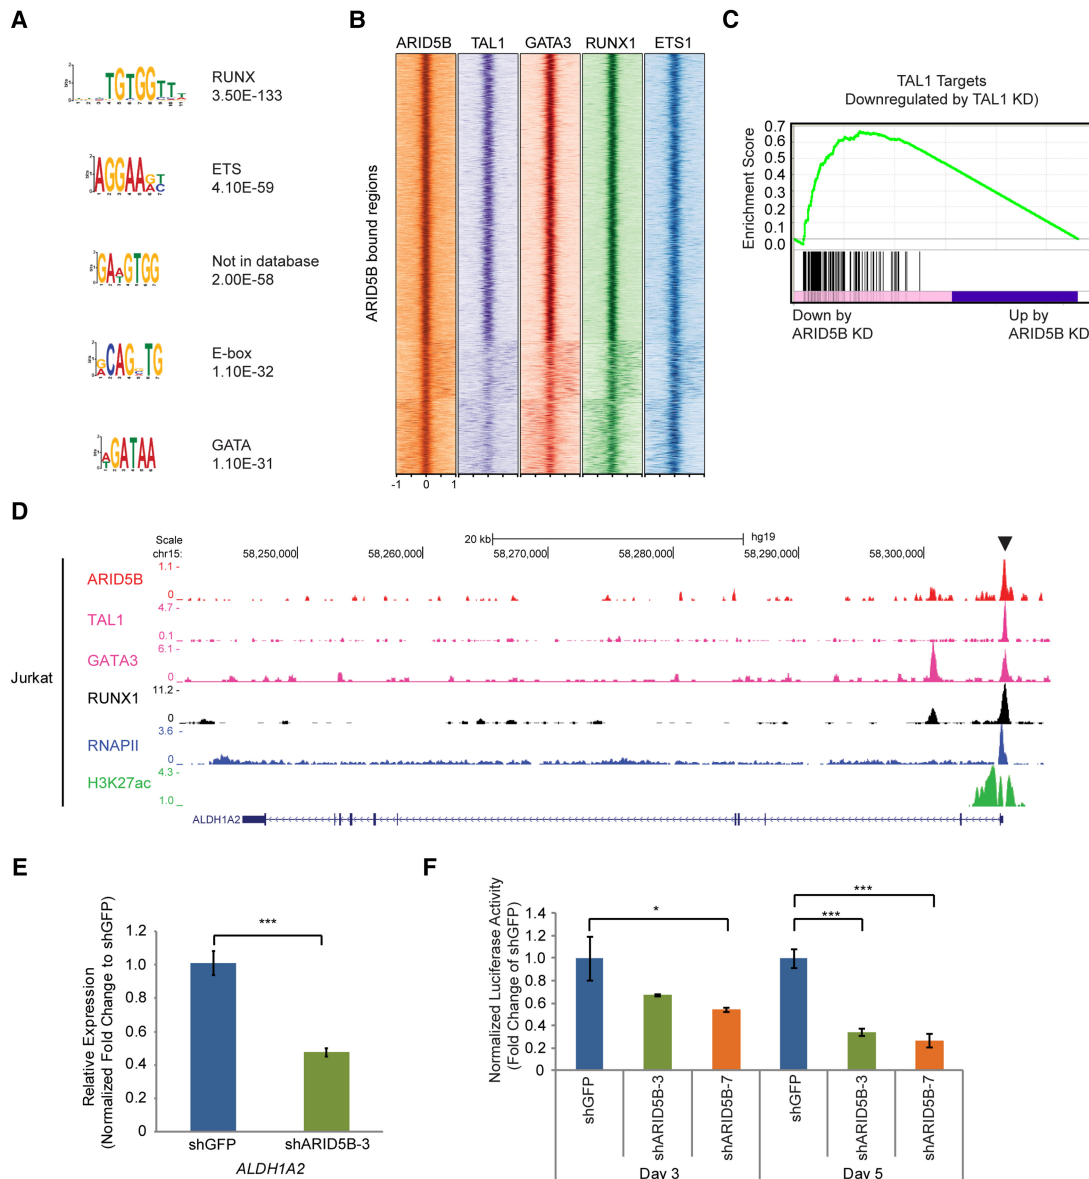 A
RUNX
3.50E-133
ETS
4.10E-59
Not in database
2.00E-58
E-box
1.10E-32
GATA
1.10E-31
B
ARID5B TAL1 GATA3 RUNX1 ETS1
ARID5B bound regions
-1 0 1
C
TAL1 Targets
Downregulated by TAL1 KD)
Enrichment Score
0.7
0.6
0.5
0.4
0.3
0.2
0.1
0.0
Down by
ARID5B KD
Up by
ARID5B KD
D
Scale
20 kb
hg19
chr15:
58,250,000
58,260,000
58,270,000
58,280,000
58,290,000
58,300,000
Jurkat
ARID5B
1.1
0
TAL1
4.7
0.1
GATA3
6.1
0
RUNX1
11.2
0
RNAPII
3.6
0
H3K27ac
4.3
1.0
ALDH1A2
E
Relative Expression
(Normalized Fold Change to shGFP)
1.2
1.0
0.8
0.6
0.4
0.2
0
***
shGFP
shARID5B-3
ALDH1A2
F
Normalized Luciferase Activity
(Fold Change of shGFP)
1.4
1.2
1.0
0.8
0.6
0.4
0.2
0
*
***
***
shGFP
shARID5B-3
shARID5B-7
shGFP
shARID5B-3
shARID5B-7
Day 3
Day 5